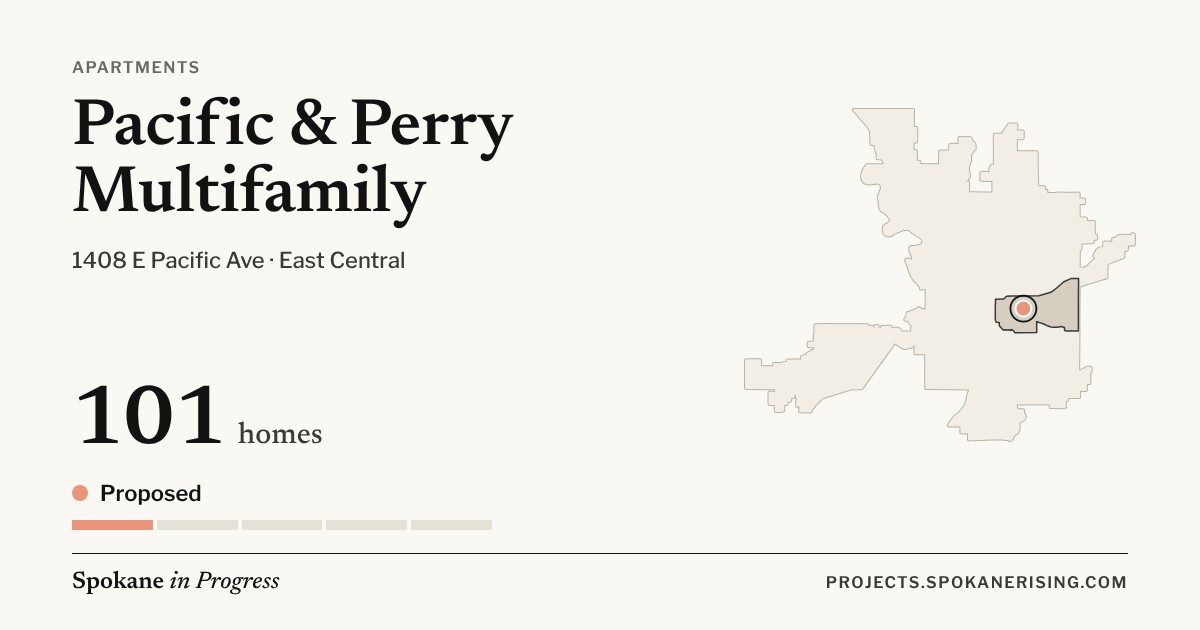 APARTMENTS
Pacific & Perry
Multifamily
1408 E Pacific Ave · East Central
101 homes
Proposed
Spokane in Progress
PROJECTS.SPOKANERISING.COM